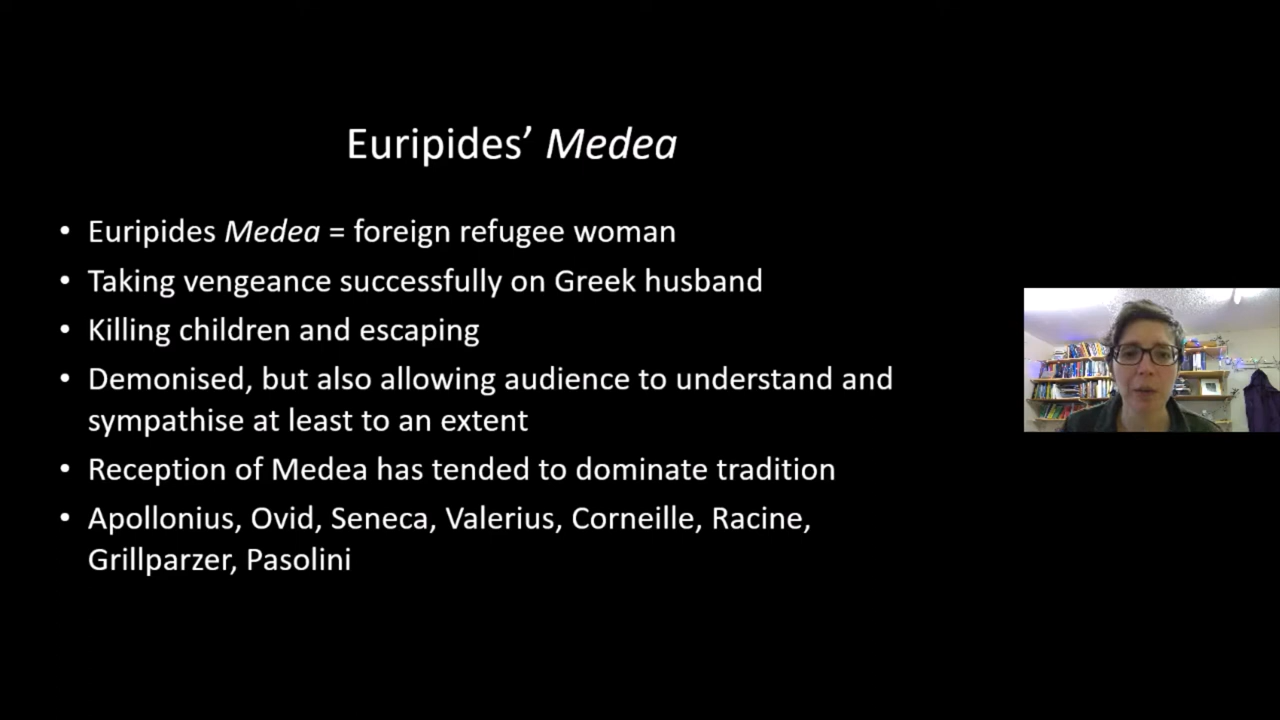 Euripides’ Medea
• Euripides Medea = foreign refugee woman
• Taking vengeance successfully on Greek husband
• Killing children and escaping
• Demonised, but also allowing audience to understand and
sympathise at least to an extent
• Reception of Medea has tended to dominate tradition
• Apollonius, Ovid, Seneca, Valerius, Corneille, Racine,
Grillparzer, Pasolini